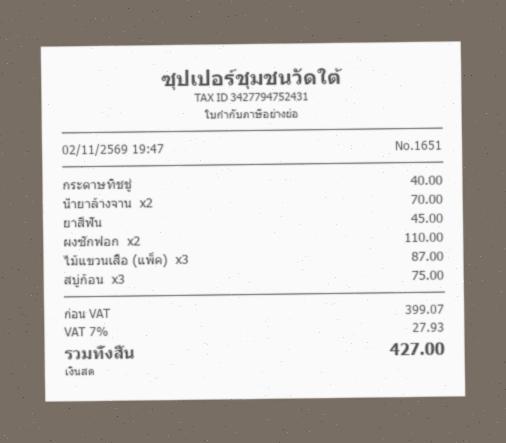 ซุปเปอร์ชุมชนวัดใต้
TAX ID 3427794752431
ใบกำกับภาษีอย่างย่อ
02/11/2569 19:47 No.1651
กระดาษทิชชู่ 40.00
น้ำยาล้างจาน x2 70.00
ยาสีฟัน 45.00
ผงซักฟอก x2 110.00
ไม้แขวนเสื้อ (แพ็ค) x3 87.00
สบู่ก้อน x3 75.00
ก่อน VAT 399.07
VAT 7% 27.93
รวมทั้งสิ้น 427.00
เงินสด